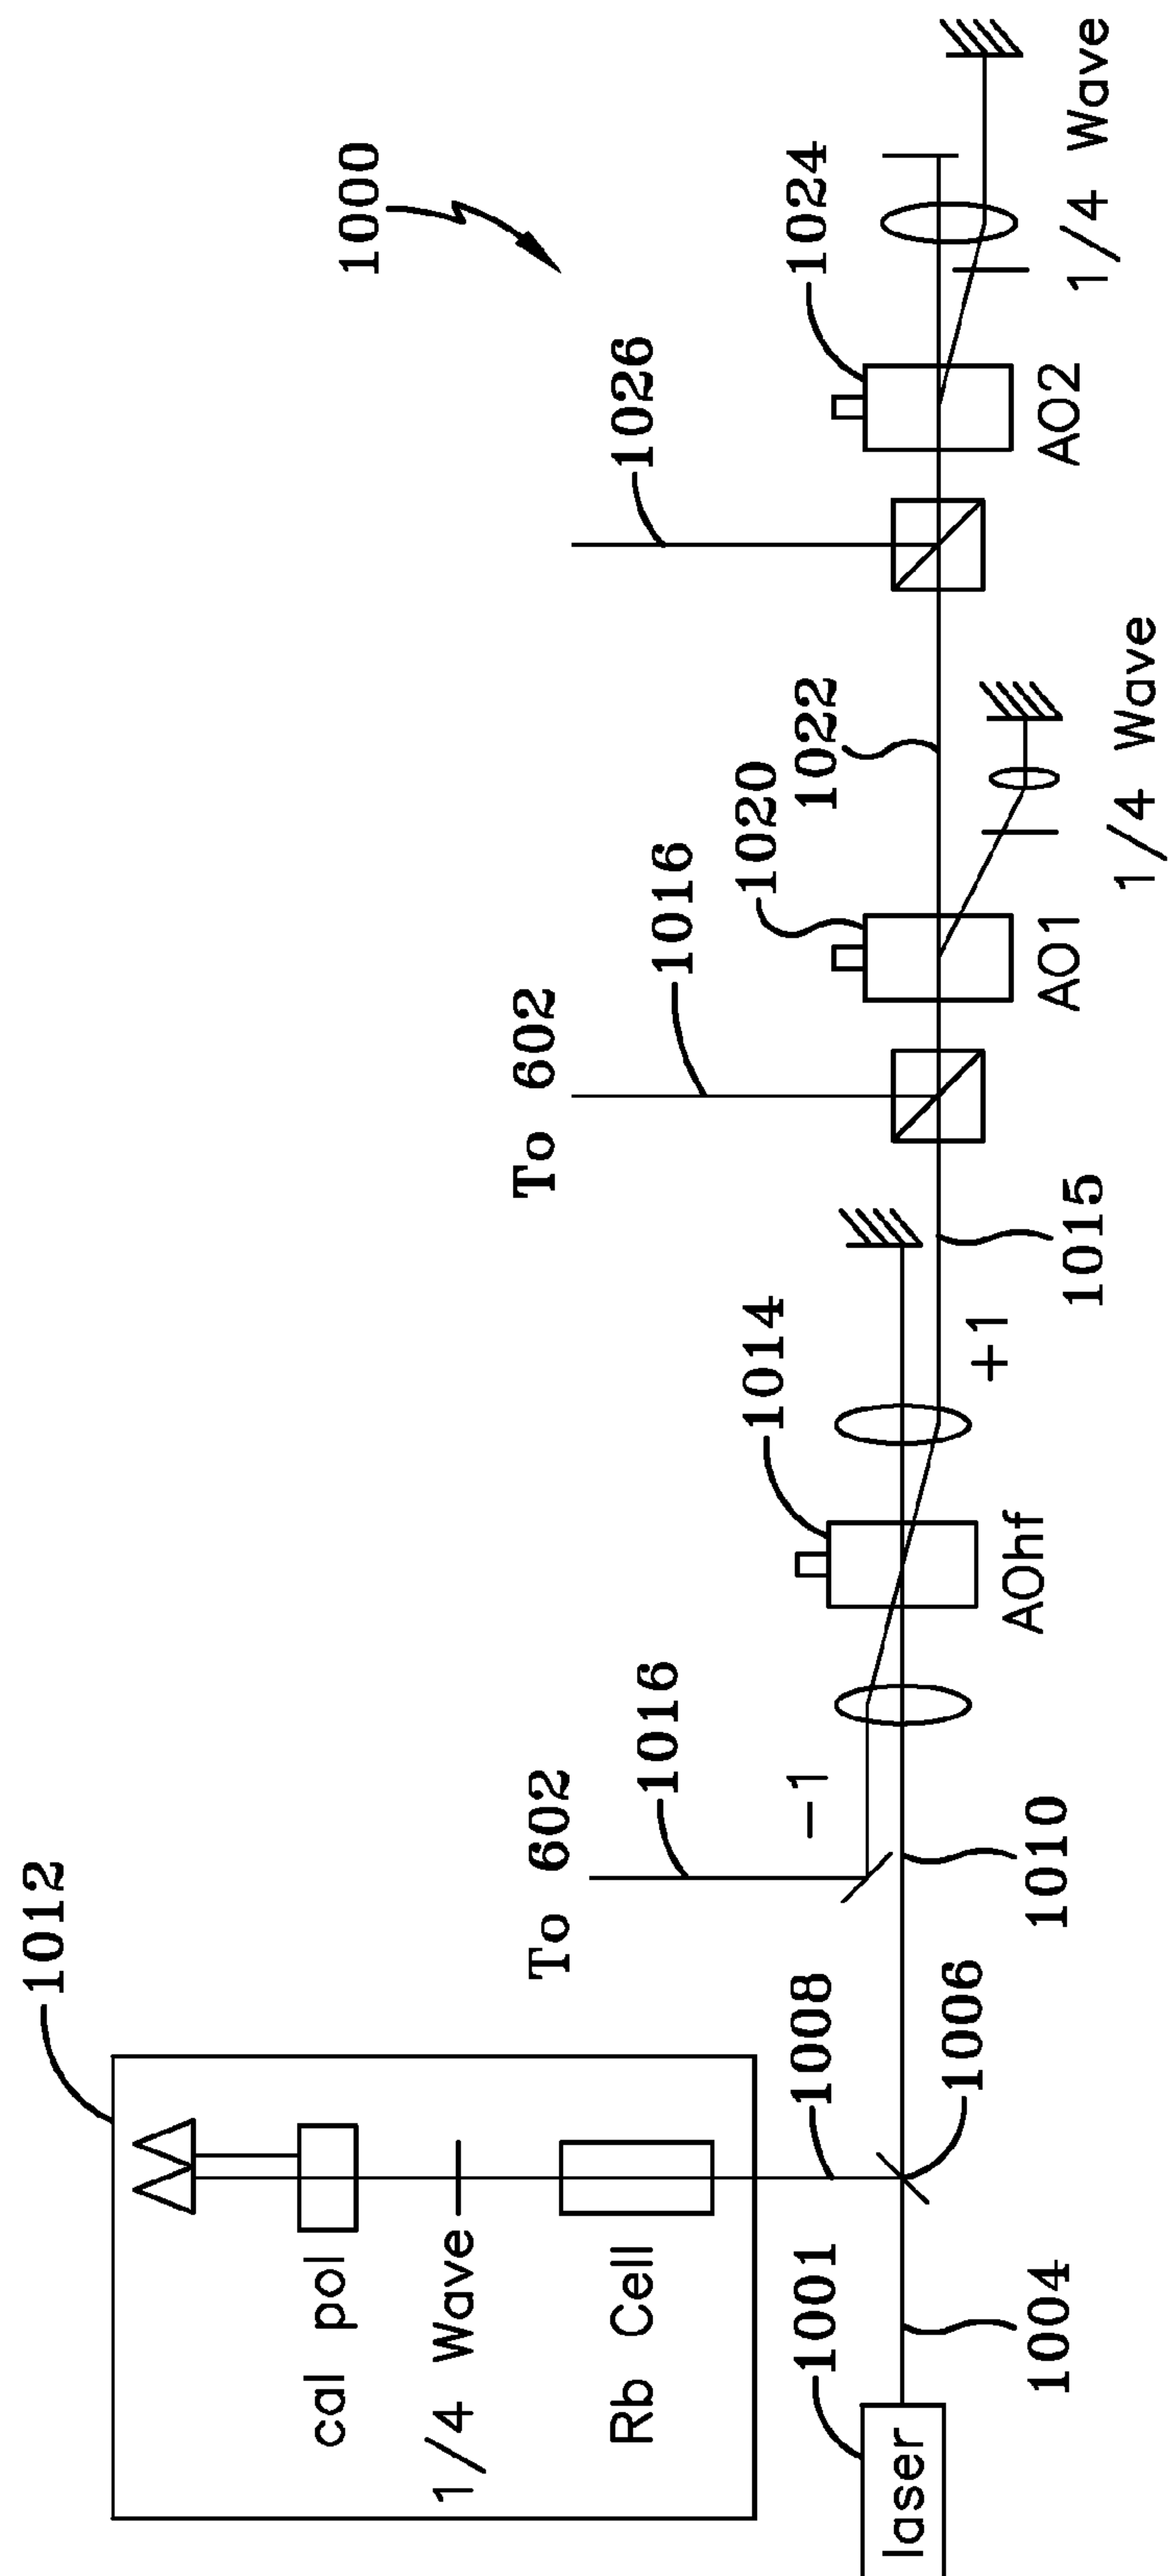 1000
1012
cal pol
1/4 Wave
Rb Cell
1001
laser
1004
1008
1006
1010
To 602
1016
-1
1014
AOhf
+1
1015
To 602
1016
1020
AO1
1/4 Wave
1022
1026
1024
AO2
1/4 Wave